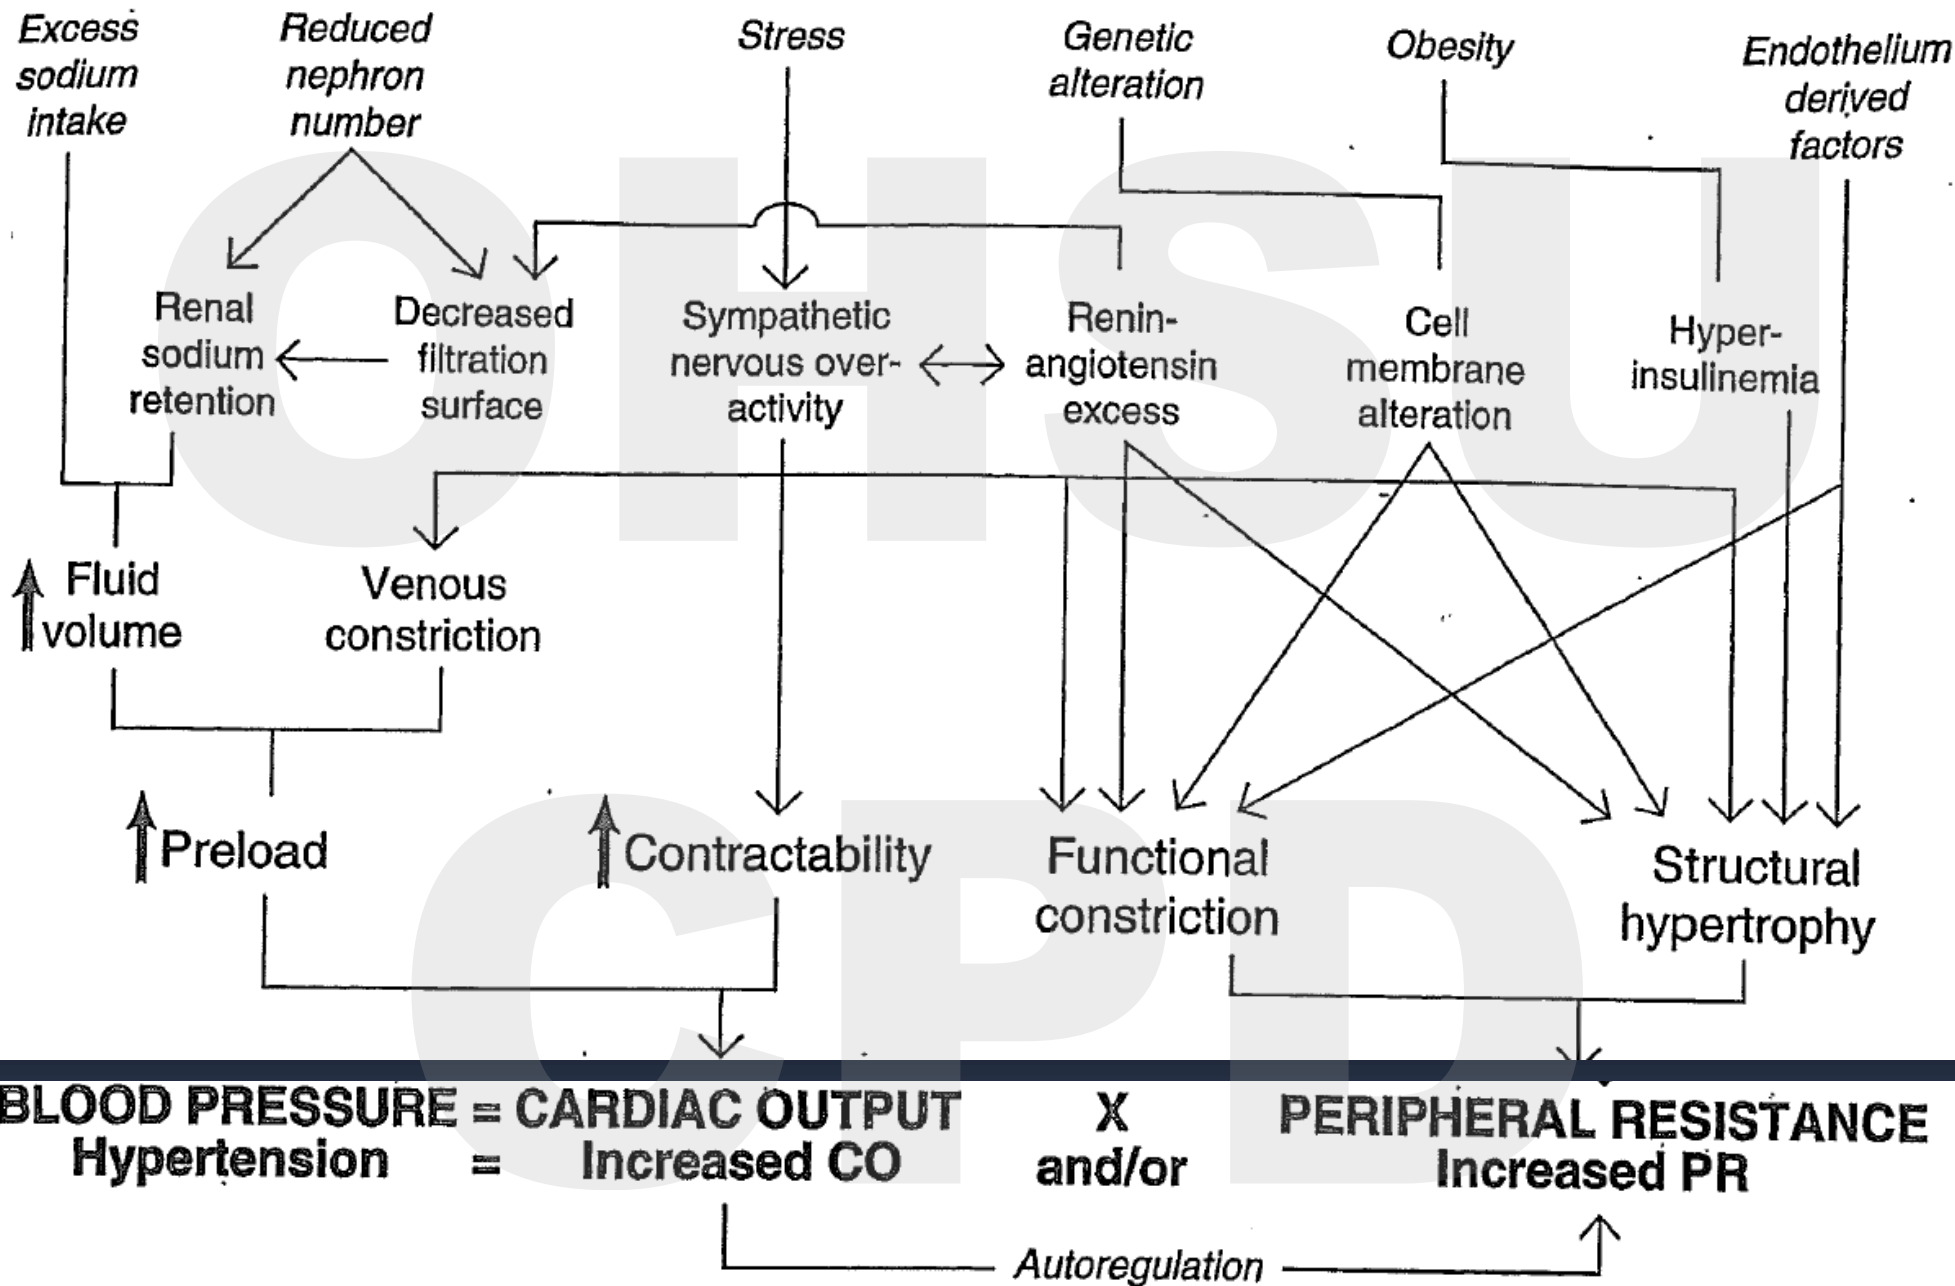 Excess
sodium
intake
Reduced
nephron
number
Stress
Genetic
alteration
Obesity
Endothelium
derived
factors
Renal
sodium
retention
Decreased
filtration
surface
Sympathetic
nervous over-
activity
Renin-
angiotensin
excess
Cell
membrane
alteration
Hyper-
insulinemia
Fluid
volume
Venous
constriction
Preload
Contractability
Functional
constriction
Structural
hypertrophy
BLOOD PRESSURE = CARDIAC OUTPUT X PERIPHERAL RESISTANCE
Hypertension = Increased CO and/or Increased PR
Autoregulation
OHSU
CPD